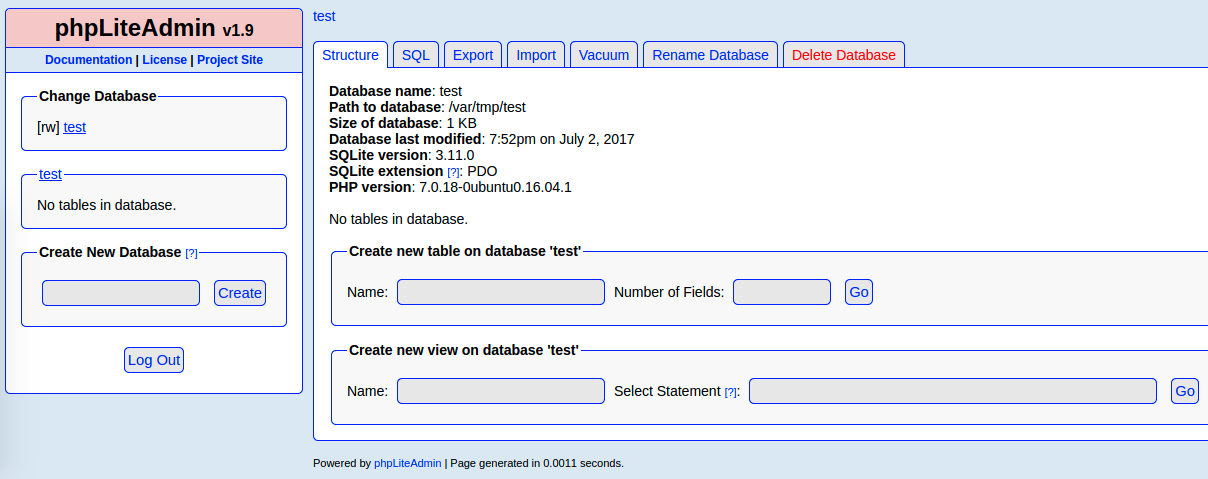 phpLiteAdmin v1.9
Documentation | License | Project Site
Change Database
[rw] test
test
No tables in database.
Create New Database [?]
Create
Log Out
test
Structure
SQL
Export
Import
Vacuum
Rename Database
Delete Database
Database name: test
Path to database: /var/tmp/test
Size of database: 1 KB
Database last modified: 7:52pm on July 2, 2017
SQLite version: 3.11.0
SQLite extension [?]: PDO
PHP version: 7.0.18-0ubuntu0.16.04.1
No tables in database.
Create new table on database 'test'
Name: Number of Fields: Go
Create new view on database 'test'
Name: Select Statement [?]: Go
Powered by phpLiteAdmin | Page generated in 0.0011 seconds.